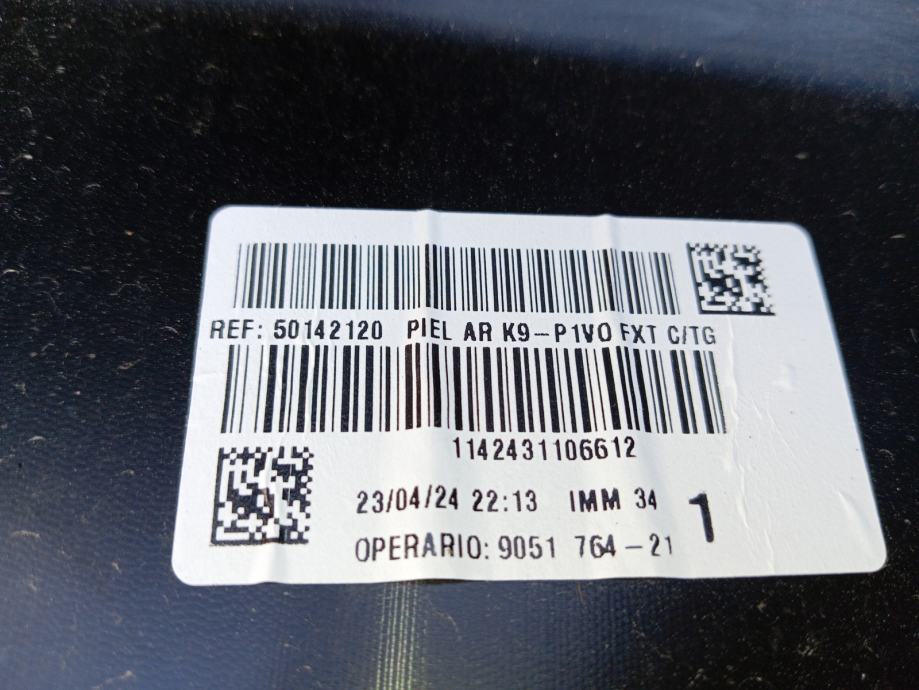 REF: 50142120 PIEL AR K9-P1VO FXT C/TG
1142431106612
23/04/24 22:13 IMM 34 1
OPERARIO: 9051 764-21